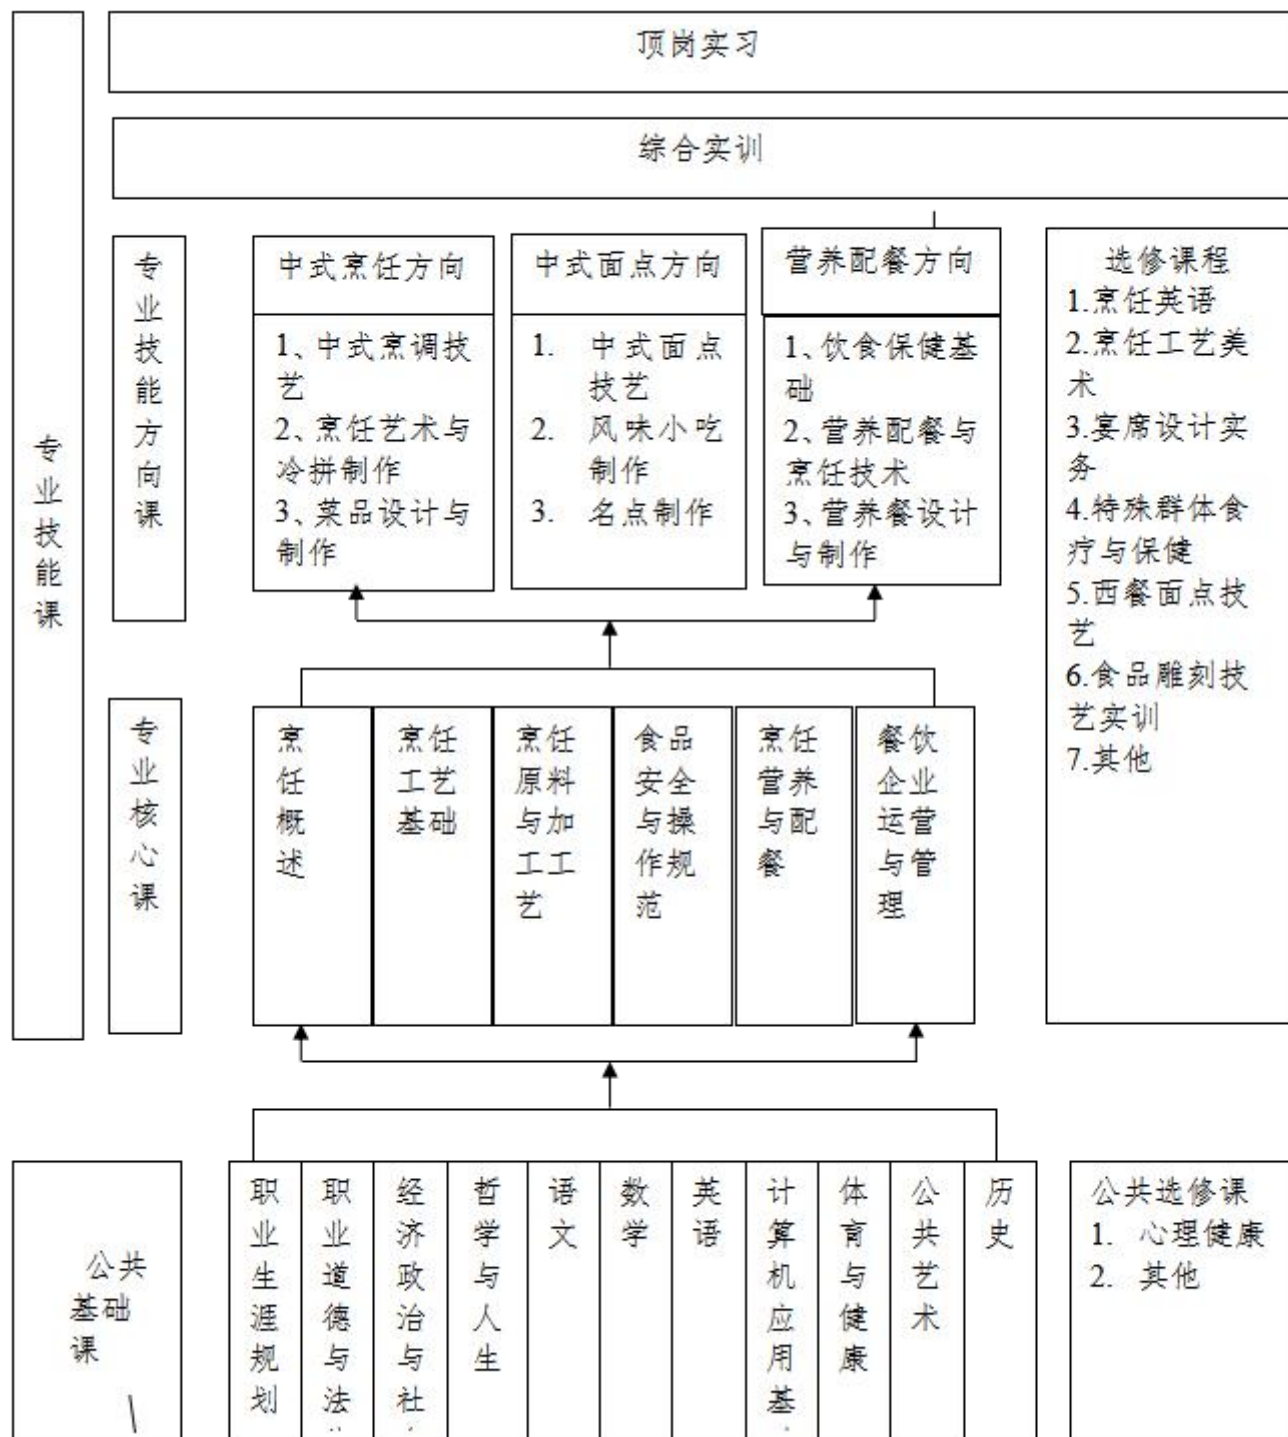 顶岗实习
综合实训
专业技能课
专业技能方向课
中式烹任方向
1、中式烹调技
艺
2、烹任艺术与
冷拼制作
3、菜品设计与
制作
中式面点方向
1. 中式面点
技艺
2. 风味小吃
制作
3. 名点制作
营养配餐方向
1、饮食保健基
础
2、营养配餐与
烹任技术
3、营养餐设计
与制作
选修课程
1.烹任英语
2.烹任工艺美
术
3.宴席设计实
务
4.特殊群体食
疗与保健
5.西餐面点技
艺
6.食品雕刻技
艺实训
7.其他
专业核心课
烹
任
概
述
烹任
工艺
基础
烹任
原料
与加
工工
艺
食品
安全
与操
作规
范
烹任
营养
与配
餐
餐饮
企业
运营
与管
理
公共
基础
课
职业生涯规划
职业道德与法
经济政治与社
哲学与人生
语文
数学
英语
计算机应用基
体育与健康
公共艺术
历史
公共选修课
1. 心理健康
2. 其他